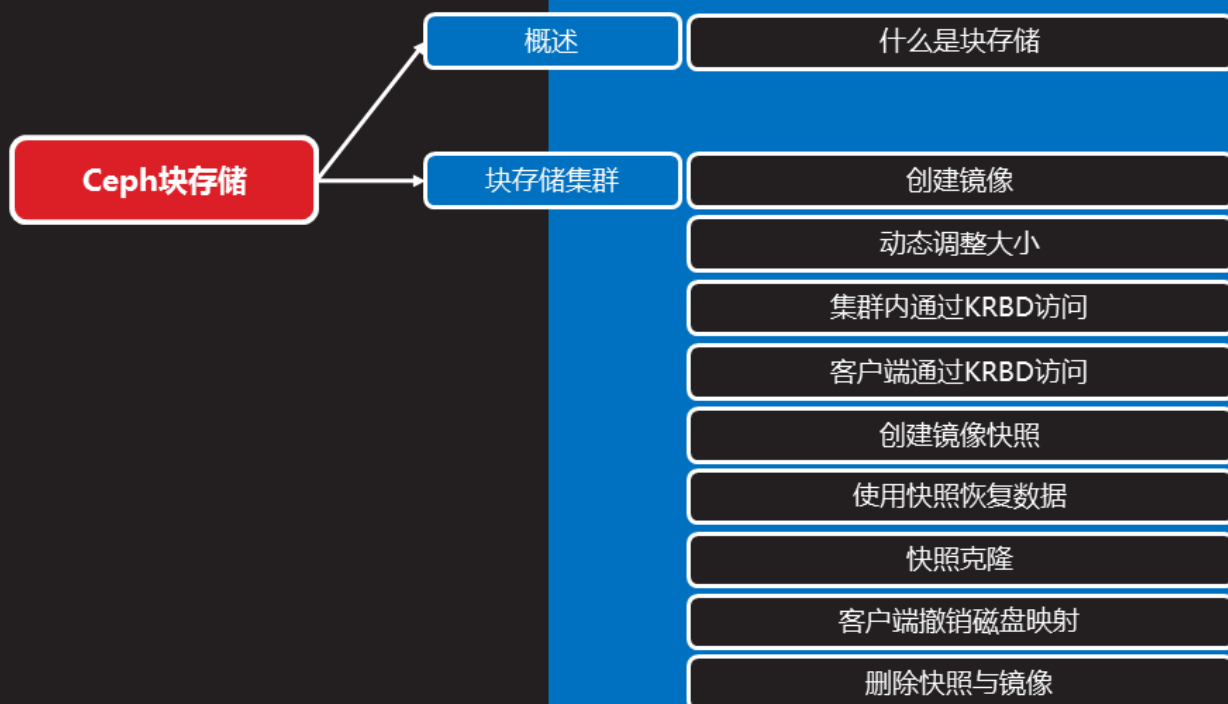 概述
什么是块存储
Ceph块存储
块存储集群
创建镜像
动态调整大小
集群内通过KRBD访问
客户端通过KRBD访问
创建镜像快照
使用快照恢复数据
快照克隆
客户端撤销磁盘映射
删除快照与镜像